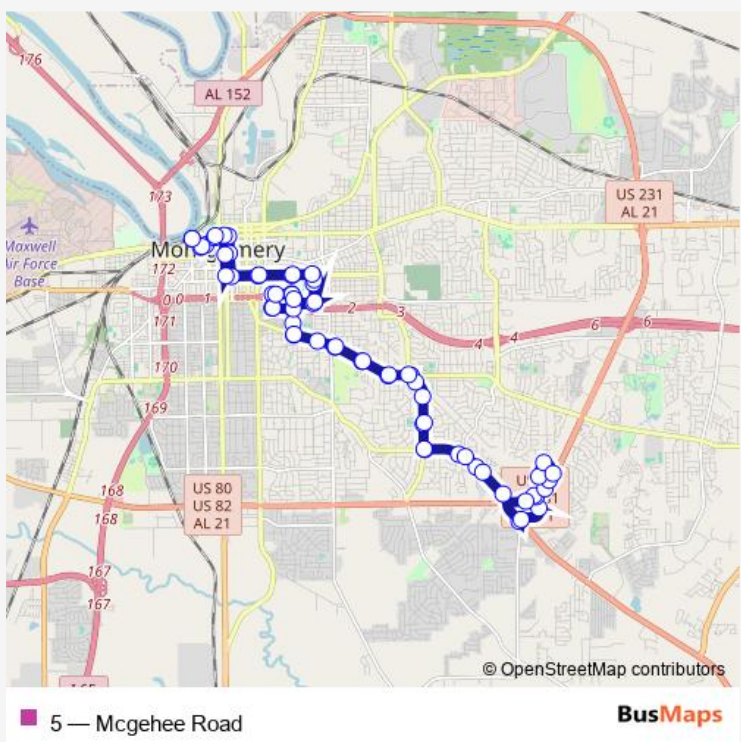 176
AL 152
173
US 231
AL 21
Maxwell
Air Force
Base
Montgomery
172
0 0
1
2
3
171
4
4
6
6
170
169
168
168
US 80
US 82
AL 21
167
167
© OpenStreetMap contributors
5 — Mcgehee Road
BusMaps